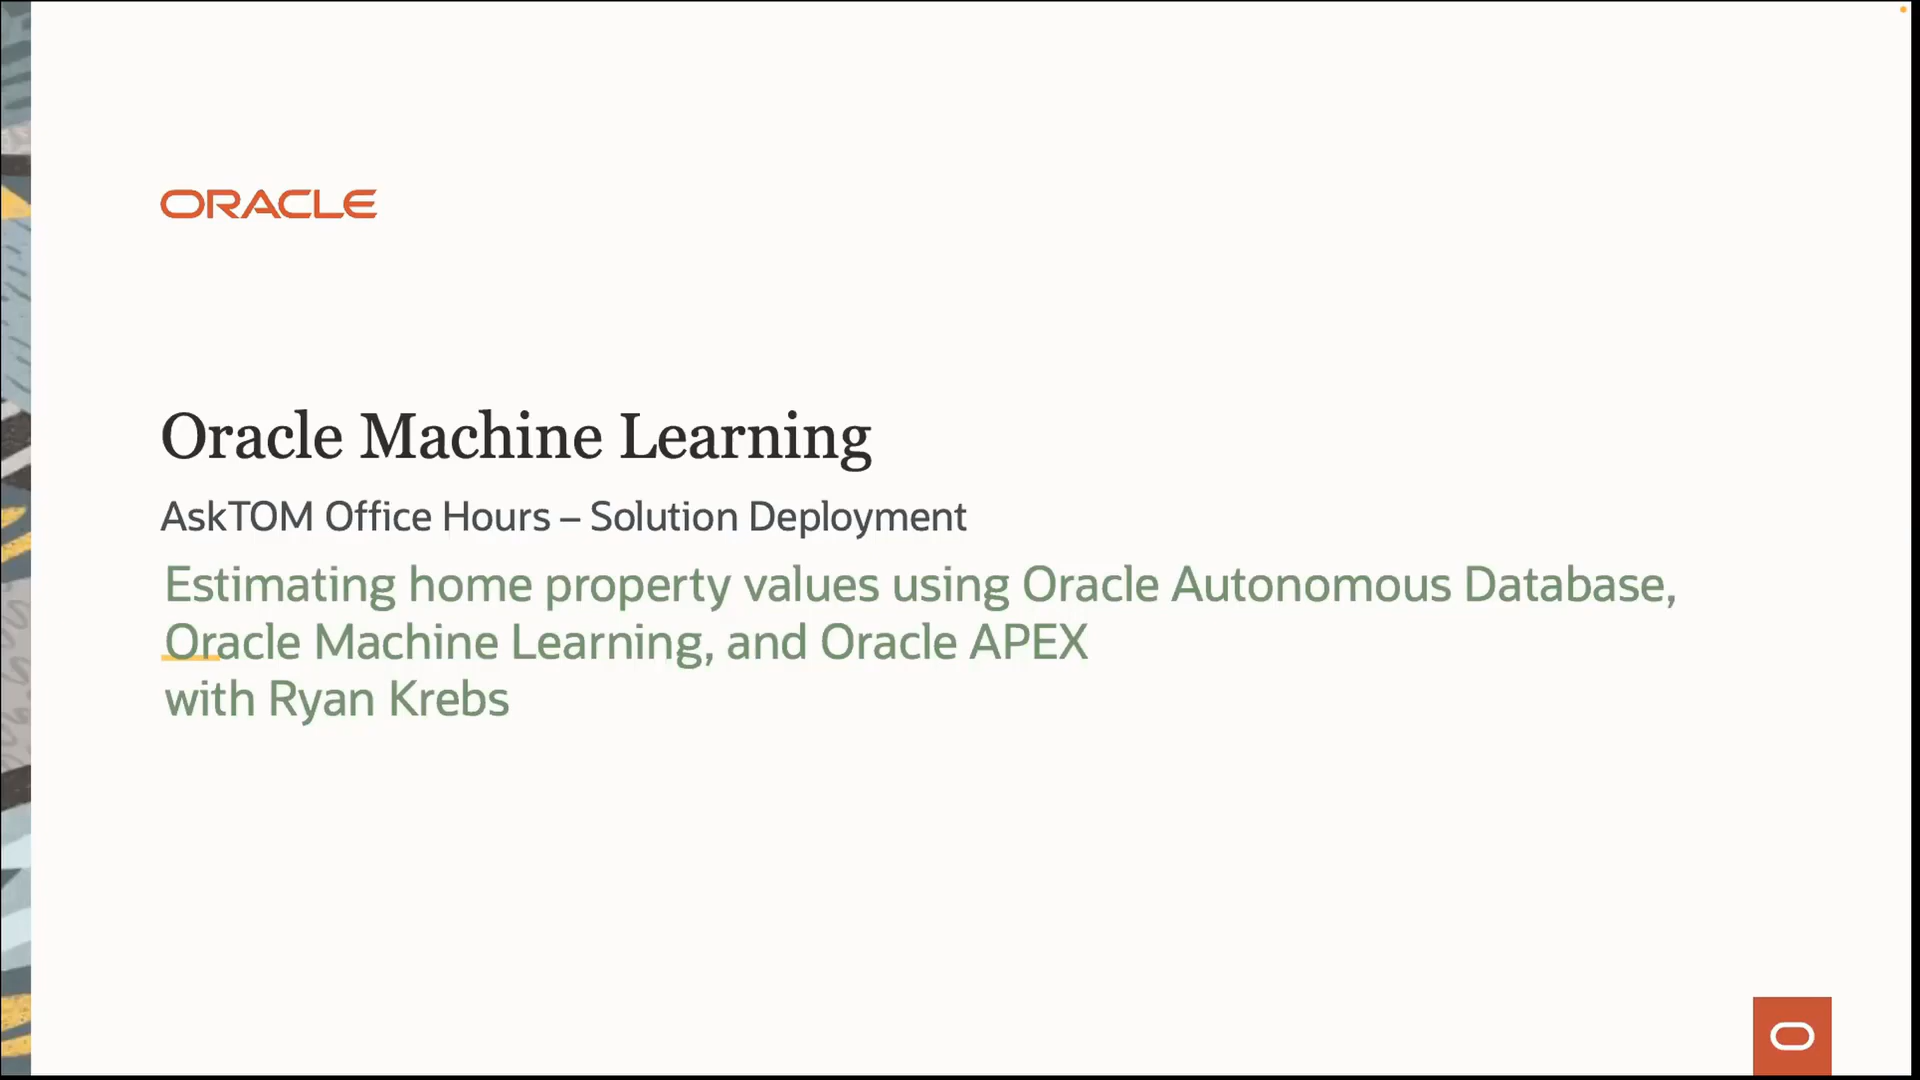 ORACLE
Oracle Machine Learning
AskTOM Office Hours – Solution Deployment
Estimating home property values using Oracle Autonomous Database,
Oracle Machine Learning, and Oracle APEX
with Ryan Krebs